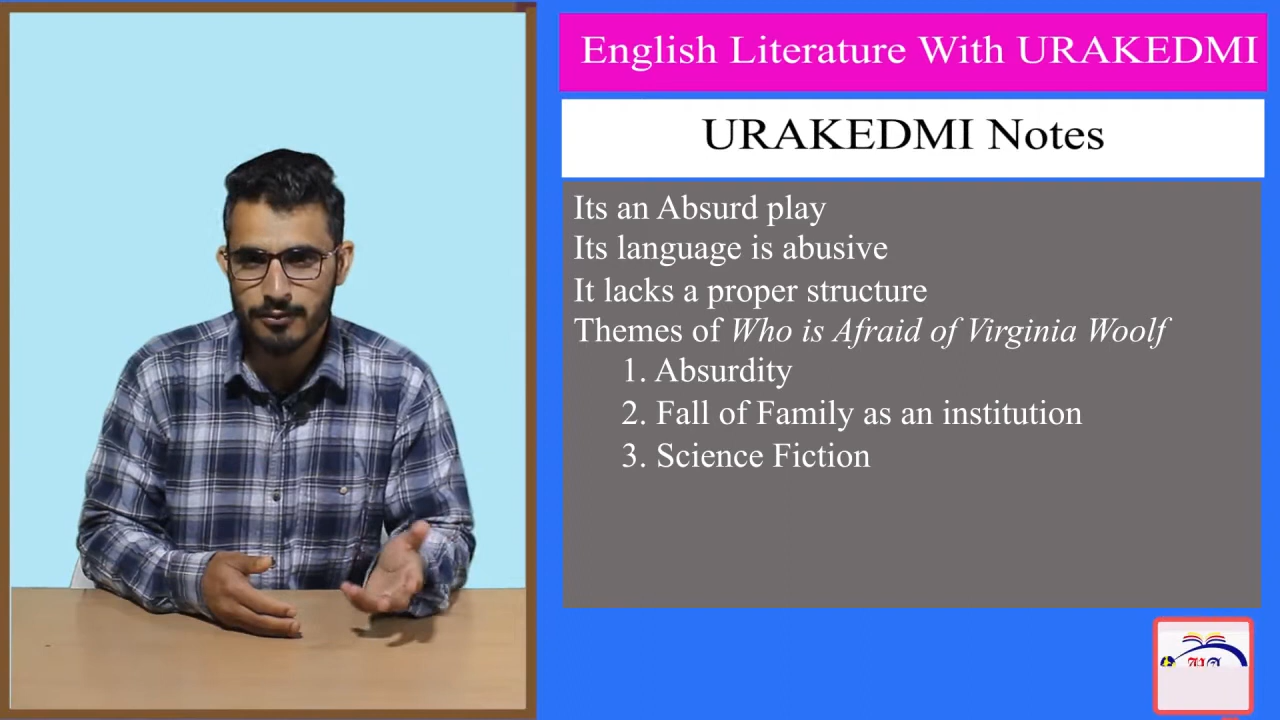 English Literature With URAKEDMI
URAKEDMI Notes
Its an Absurd play
Its language is abusive
It lacks a proper structure
Themes of Who is Afraid of Virginia Woolf
1. Absurdity
2. Fall of Family as an institution
3. Science Fiction